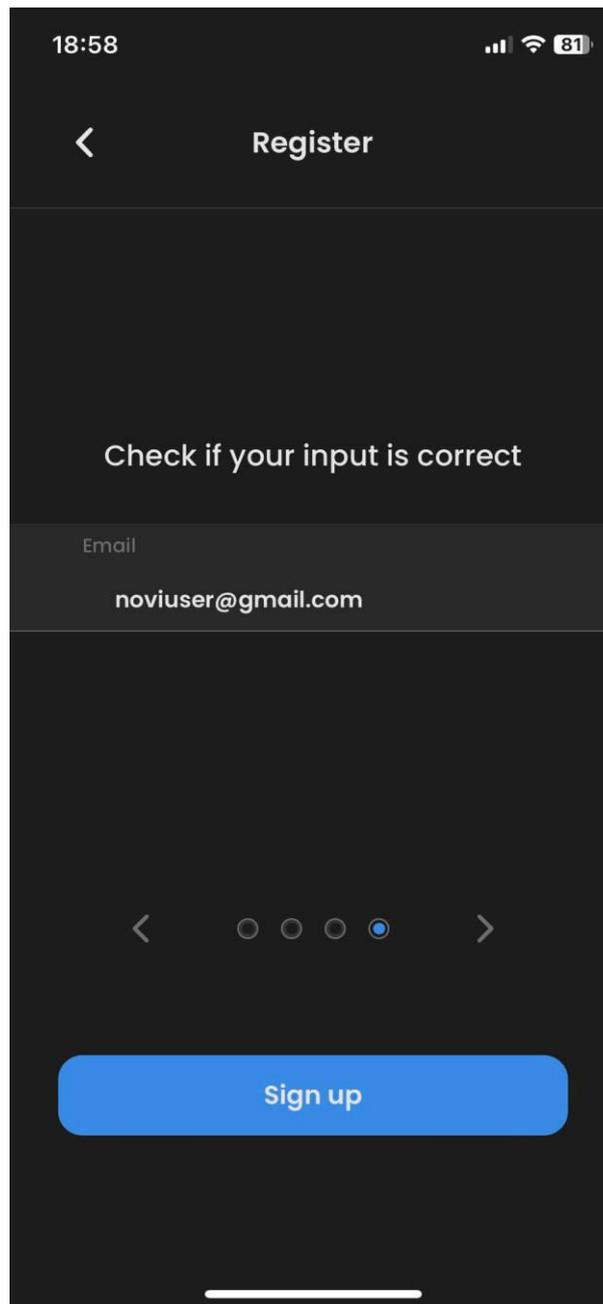 18:58
81
Register
Check if your input is correct
Email
noviuser@gmail.com
Sign up